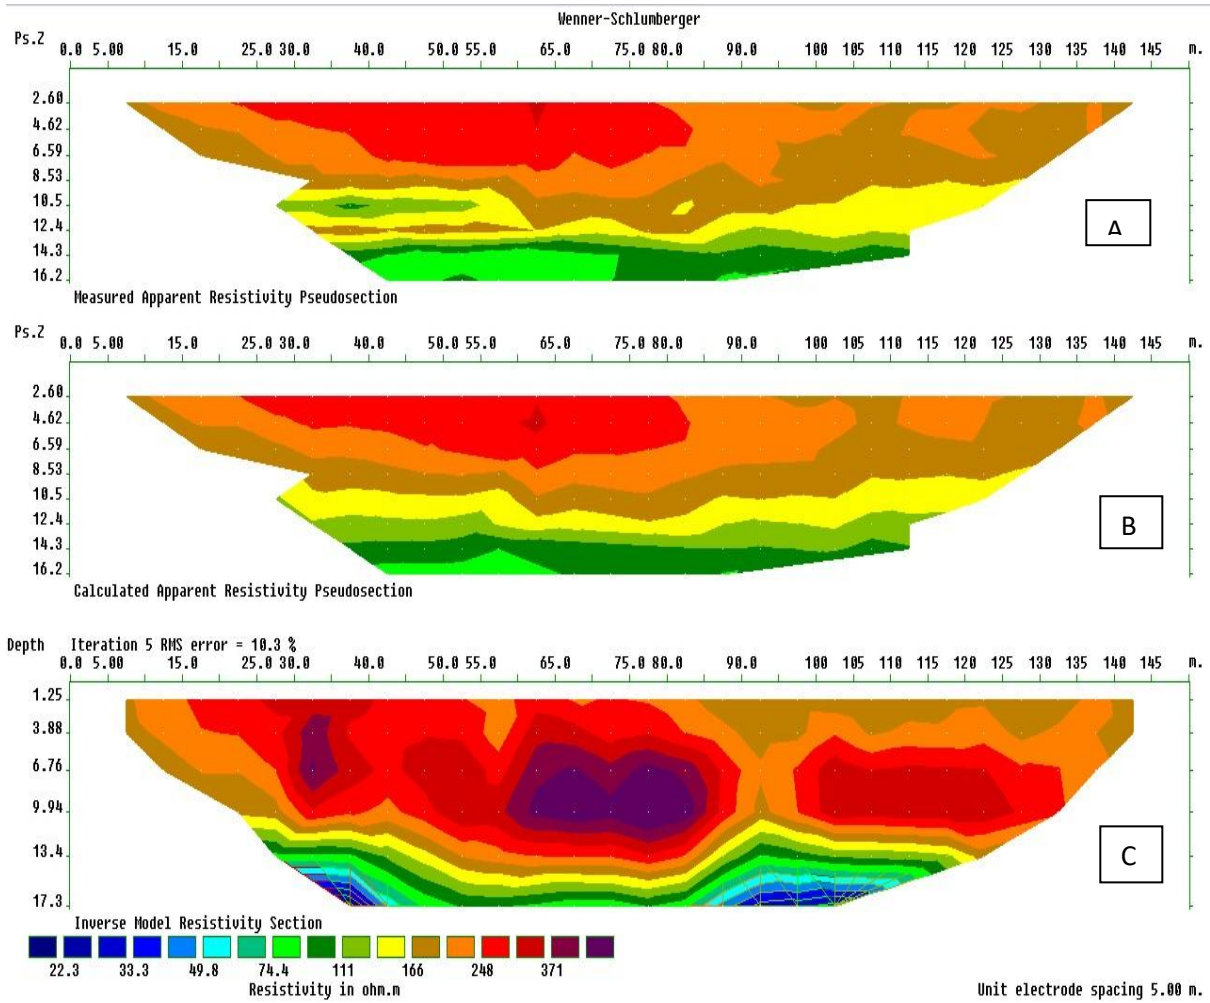 Wenner-Schlumberger
Ps.Z 0.0 5.00 15.0 25.0 30.0 40.0 50.0 55.0 65.0 75.0 80.0 90.0 100 105 110 115 120 125 130 135 140 145 m.
2.60
4.62
6.59
8.53
10.5
12.4
14.3
16.2
A
Measured Apparent Resistivity Pseudosection
Ps.Z 0.0 5.00 15.0 25.0 30.0 40.0 50.0 55.0 65.0 75.0 80.0 90.0 100 105 110 115 120 125 130 135 140 145 m.
2.60
4.62
6.59
8.53
10.5
12.4
14.3
16.2
B
Calculated Apparent Resistivity Pseudosection
Depth Iteration 5 RMS error = 10.3 %
0.0 5.00 15.0 25.0 30.0 40.0 50.0 55.0 65.0 75.0 80.0 90.0 100 105 110 115 120 125 130 135 140 145 m.
1.25
3.88
6.76
9.94
13.4
17.3
C
Inverse Model Resistivity Section
22.3 33.3 49.8 74.4 111 166 248 371
Resistivity in ohm.m
Unit electrode spacing 5.00 m.